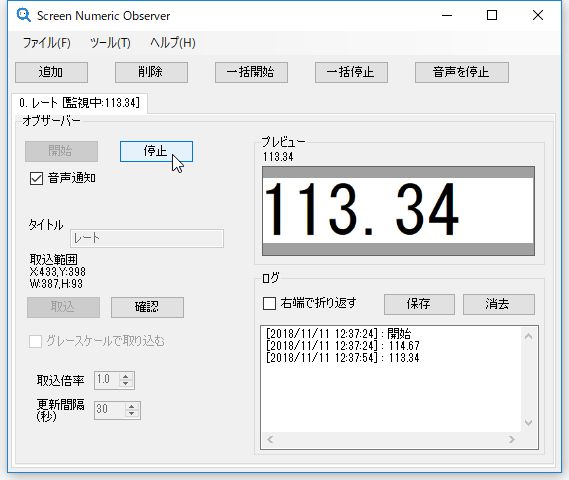 Screen Numeric Observer
ファイル(F) ツール(T) ヘルプ(H)
追加 削除 一括開始 一括停止 音声を停止
0. レート [監視中:113.34]
オブザーバー
開始 停止
音声通知
タイトル
レート
取込範囲
X:433,Y:398
W:387,H:93
取込 確認
グレースケールで取り込む
取込倍率 1.0
更新間隔
(秒) 30
プレビュー
113.34
113.34
ログ
右端で折り返す 保存 消去
[2018/11/11 12:37:24] : 開始
[2018/11/11 12:37:24] : 114.67
[2018/11/11 12:37:54] : 113.34